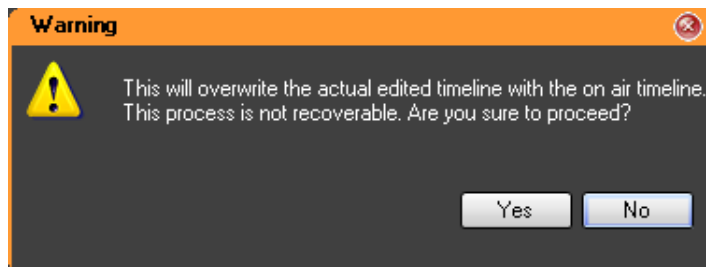 Warning
This will overwrite the actual edited timeline with the on air timeline.
This process is not recoverable. Are you sure to proceed?
Yes No